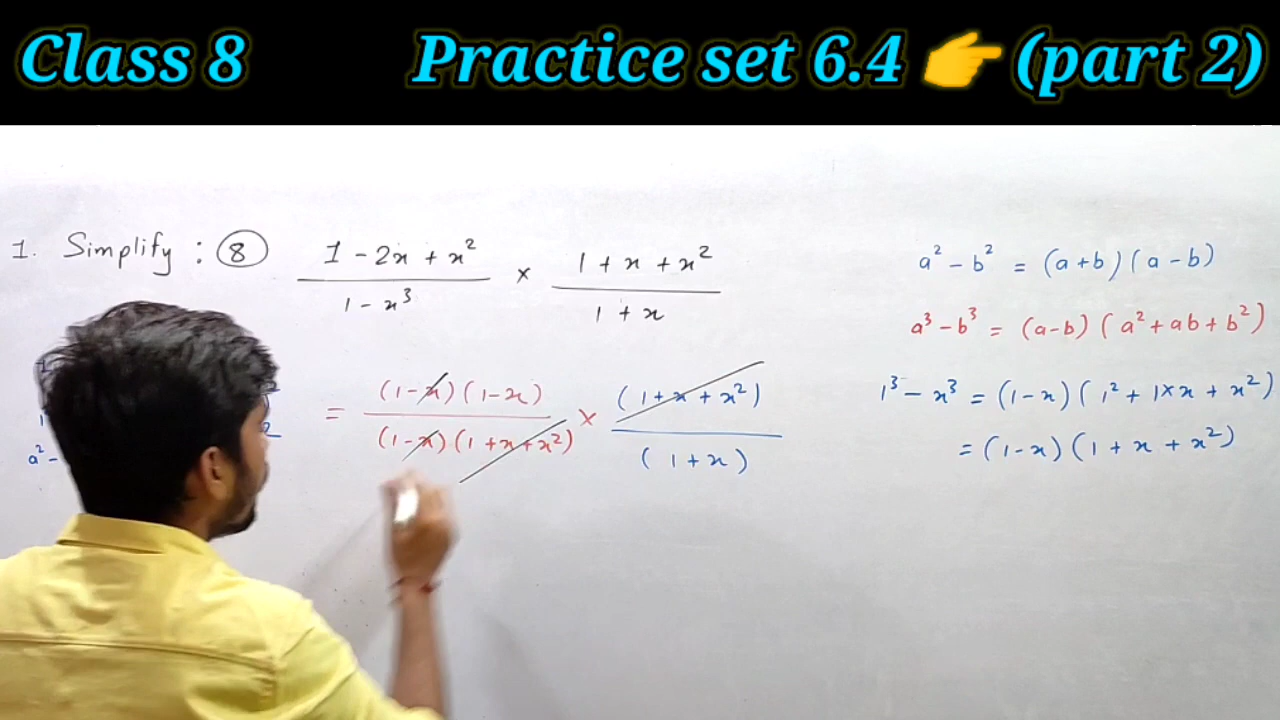 Class 8 Practice set 6.4 👉 (part 2)
1. Simplify : ⑧ (1 - 2x + x²)/(1 - x³) × (1 + x + x²)/(1 + x)
= (1-x)(1-x)/(1-x)(1+x+x²) × (1+x+x²)/(1+x)
a² - b² = (a+b)(a-b)
a³ - b³ = (a-b)(a² + ab + b²)
1³ - x³ = (1-x)(1² + 1×x + x²)
= (1-x)(1 + x + x²)
a² -